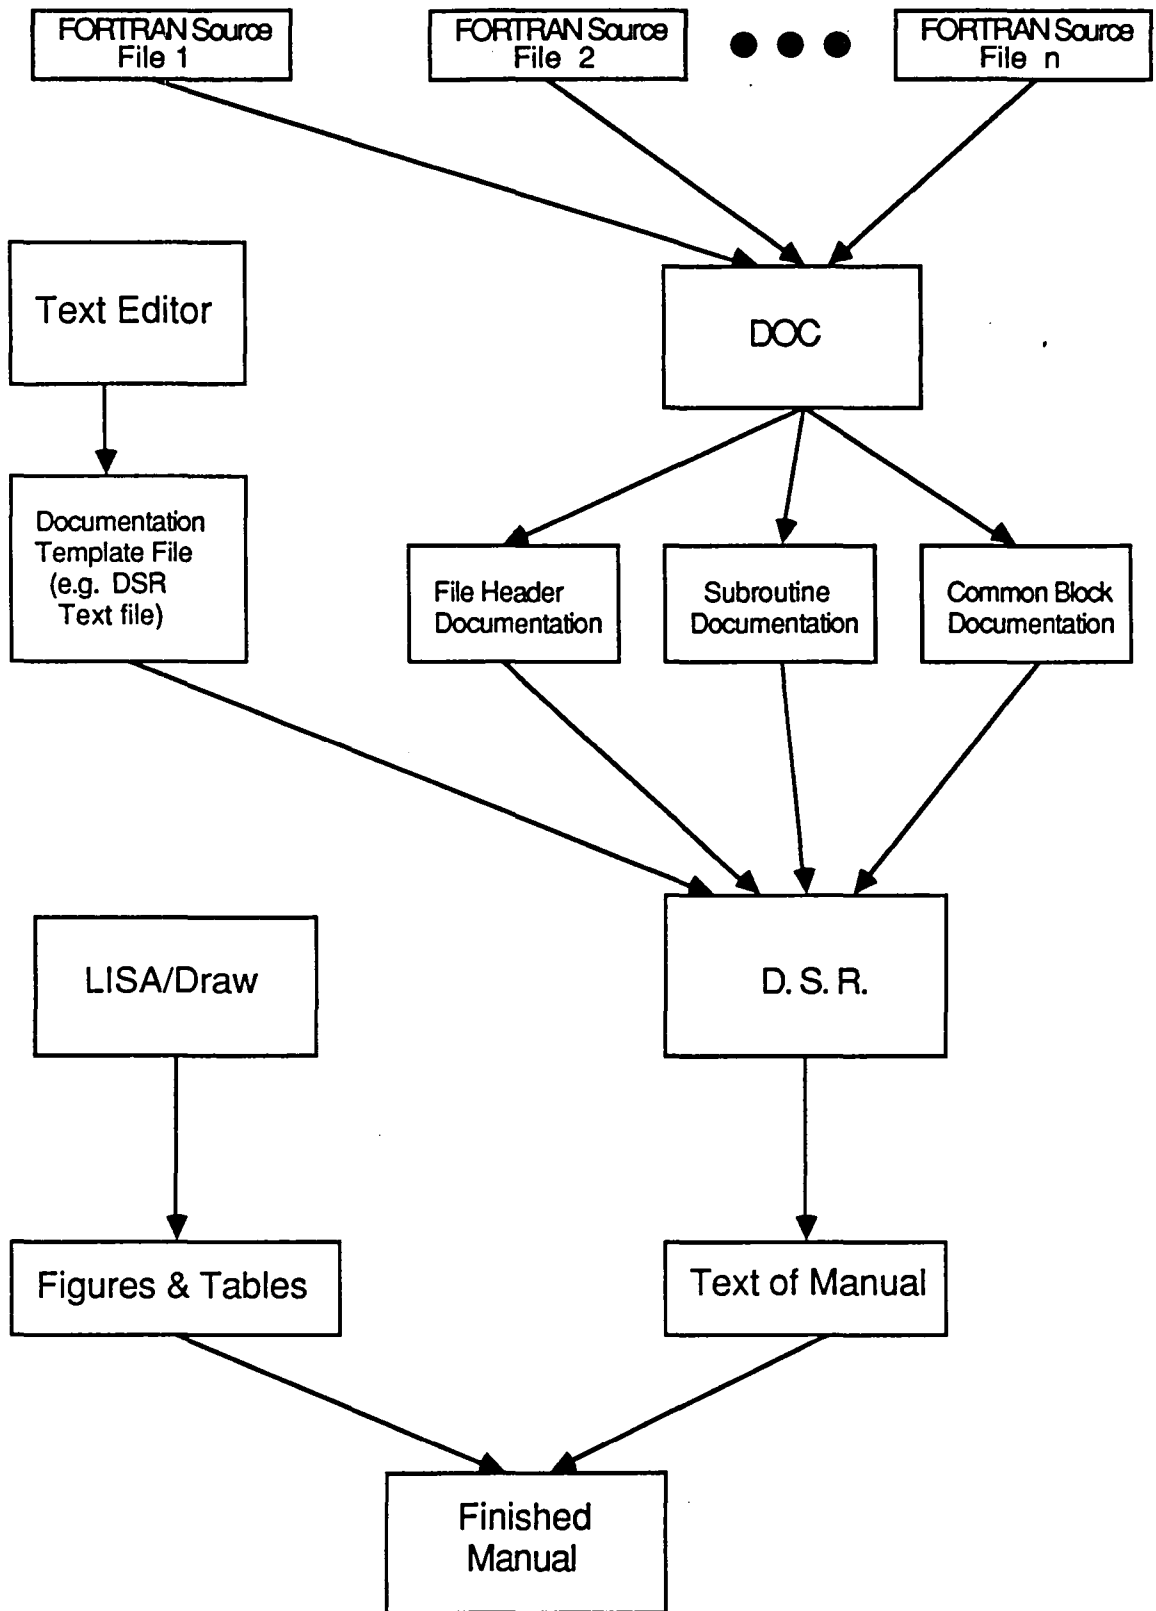 FORTRAN Source
File 1
FORTRAN Source
File 2
FORTRAN Source
File n
Text Editor
DOC
Documentation
Template File
(e.g. DSR
Text file)
File Header
Documentation
Subroutine
Documentation
Common Block
Documentation
LISA/Draw
D. S. R.
Figures & Tables
Text of Manual
Finished
Manual